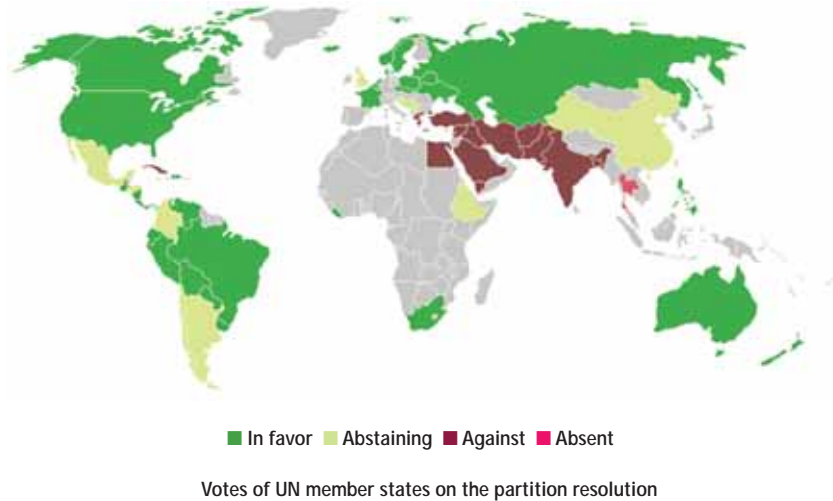 In favor Abstaining Against Absent
Votes of UN member states on the partition resolution